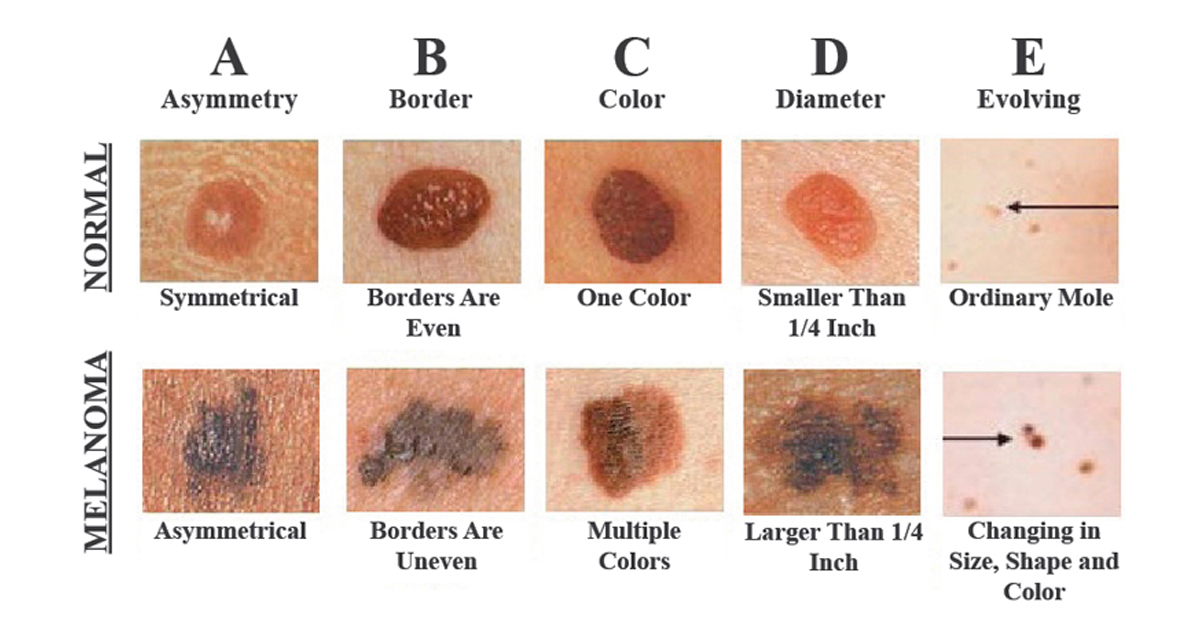 A B C D E
Asymmetry Border Color Diameter Evolving
NORMAL
Symmetrical Borders Are One Color Smaller Than Ordinary Mole
Even 1/4 Inch
MELANOMA
Asymmetrical Borders Are Multiple Larger Than 1/4 Changing in
Uneven Colors Inch Size, Shape and
Color